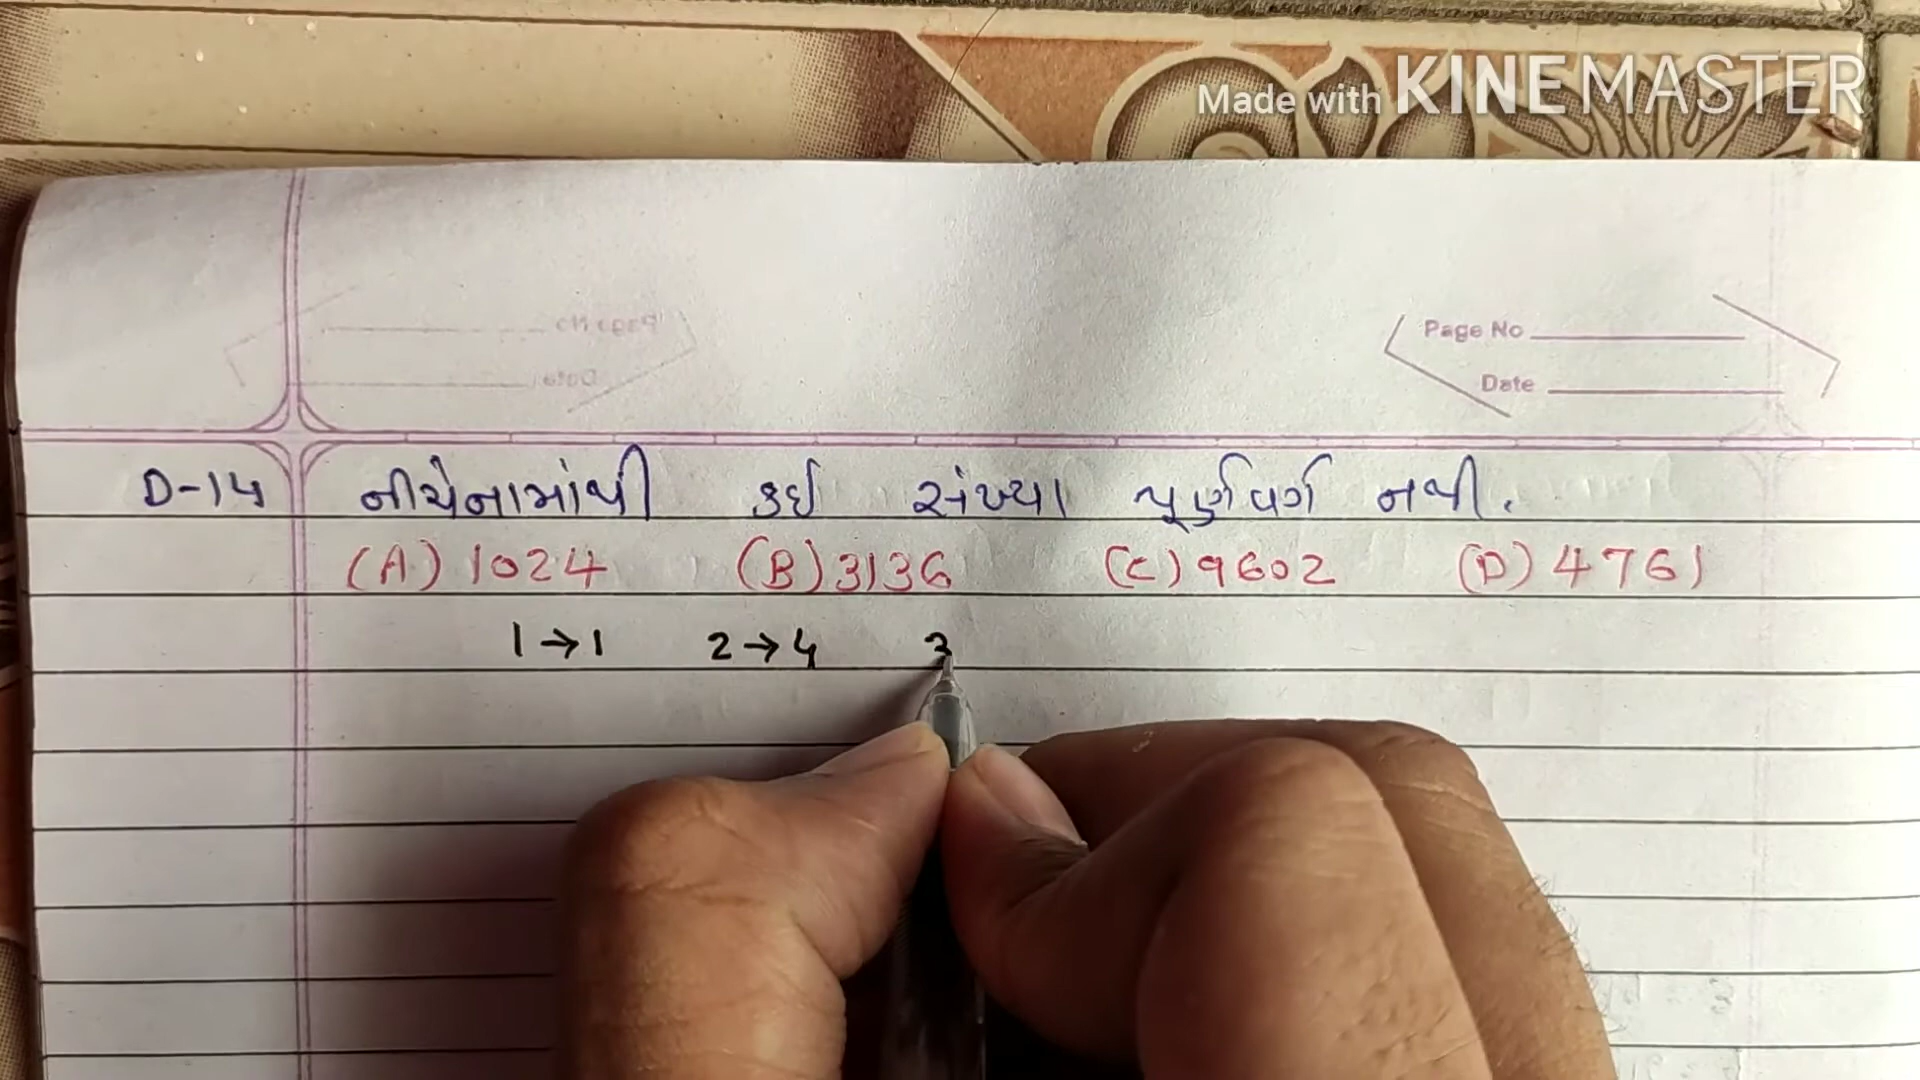 Made with KINEMASTER
Page No
Date
D-14 નીચેનામાંથી કઈ સંખ્યા પૂર્ણવર્ગ નથી.
(A) 1024 (B) 3136 (C) 9602 (D) 4761
1→1 2→4 3